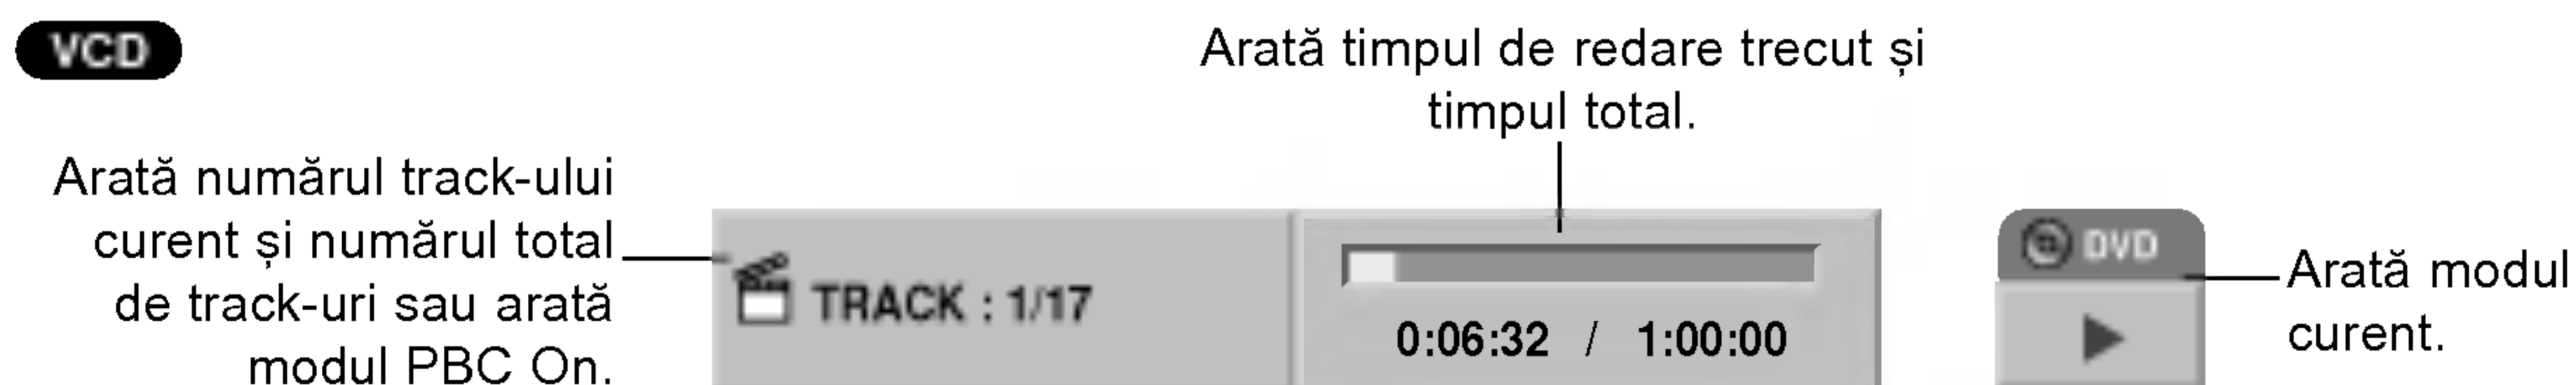 VCD
Arată timpul de redare trecut și
timpul total.
Arată numărul track-ului
curent și numărul total
de track-uri sau arată
modul PBC On.
TRACK : 1/17
0:06:32 / 1:00:00
DVD
Arată modul
curent.